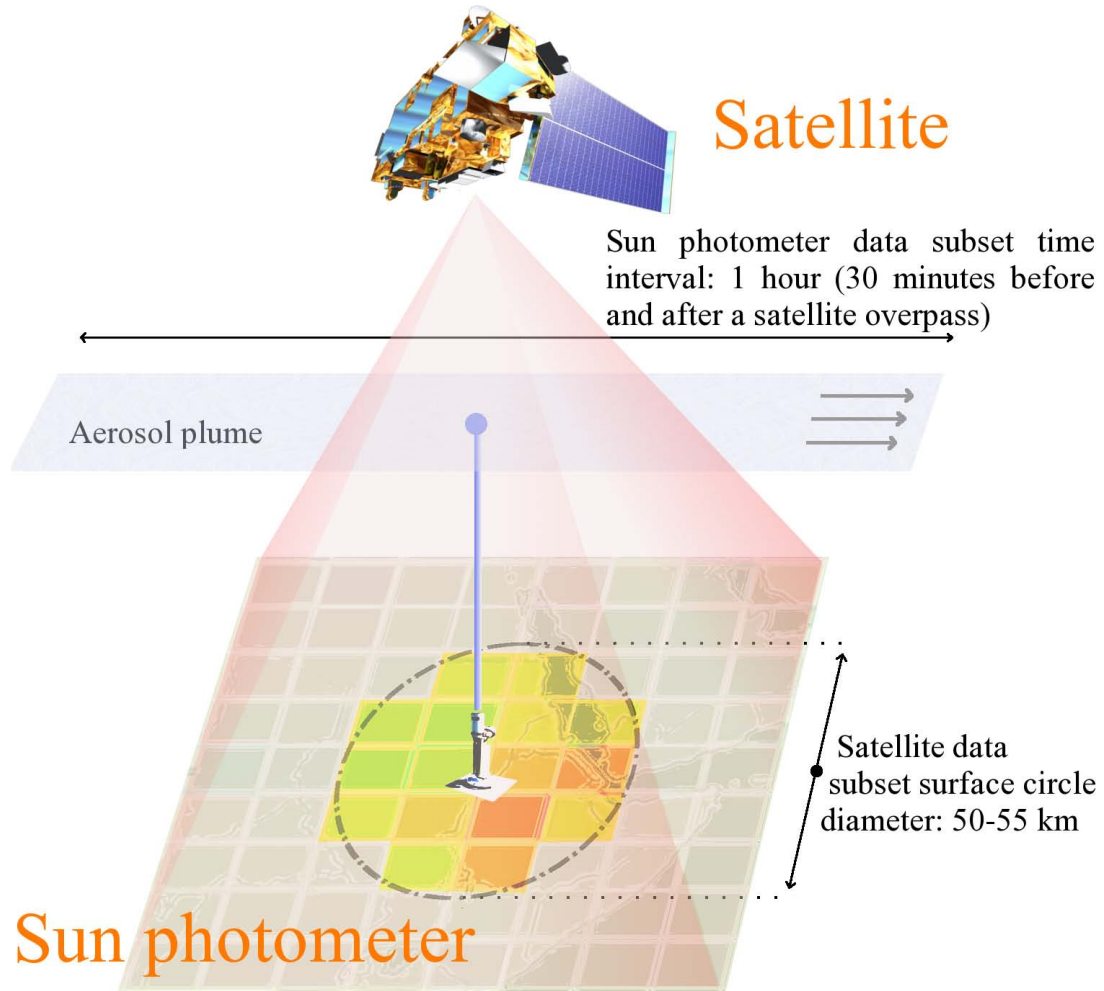 Satellite
Sun photometer data subset time
interval: 1 hour (30 minutes before
and after a satellite overpass)
Aerosol plume
Satellite data
subset surface circle
diameter: 50-55 km
Sun photometer